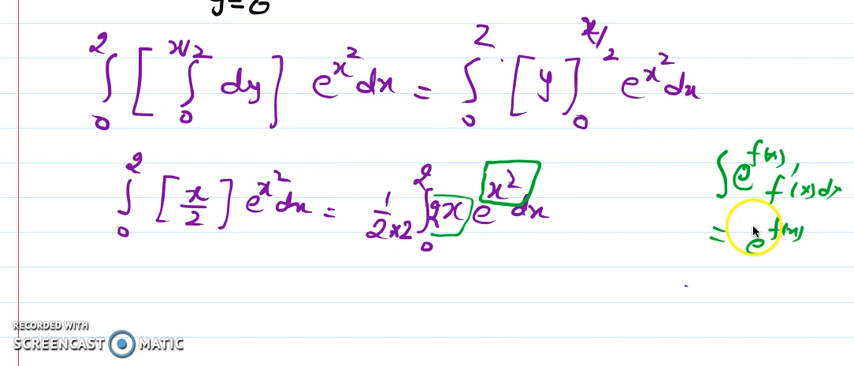 y=0
∫₀² [ ∫₀^{x/2} dy ] e^{x²} dx = ∫₀² [ y ]₀^{x/2} e^{x²} dx
∫₀² [ x/2 ] e^{x²} dx = 1/(2×2) ∫₀² 2x e^{x²} dx
∫ e^{f(x)} f'(x) dx
= e^{f(x)}
RECORDED WITH
SCREENCAST MATIC